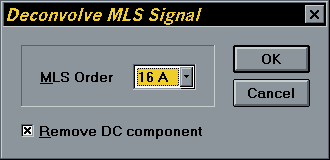 Deconvolve MLS Signal
MLS Order 16 A
OK
Cancel
Remove DC component